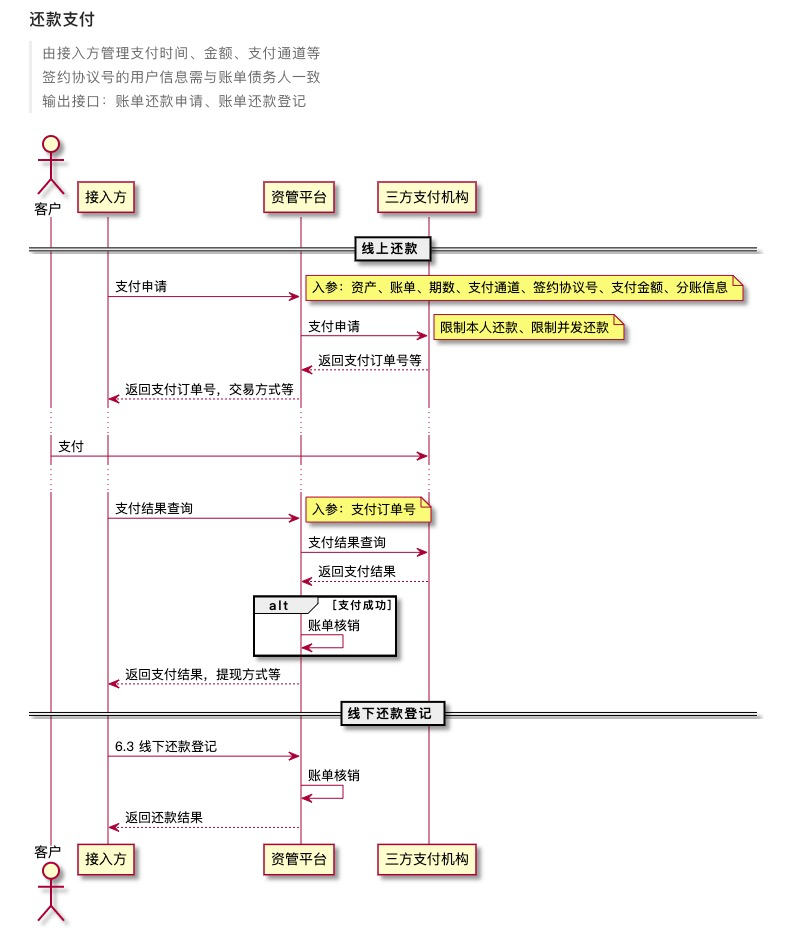 还款支付
由接入方管理支付时间、金额、支付通道等
签约协议号的用户信息需与账单债务人一致
输出接口：账单还款申请、账单还款登记
客户
接入方
资管平台
三方支付机构
线上还款
支付申请
入参：资产、账单、期数、支付通道、签约协议号、支付金额、分账信息
支付申请
限制本人还款、限制并发还款
返回支付订单号等
返回支付订单号，交易方式等
支付
支付结果查询
入参：支付订单号
支付结果查询
返回支付结果
alt
[支付成功]
账单核销
返回支付结果，提现方式等
线下还款登记
6.3 线下还款登记
账单核销
返回还款结果
客户
接入方
资管平台
三方支付机构